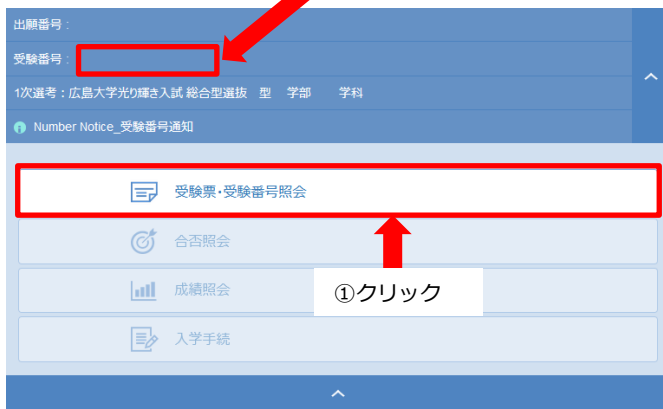 出願番号 :
受験番号 :
1次選考：広島大学光り輝き入試 総合型選抜 型 学部 学科
Number Notice_受験番号通知
受験票・受験番号照会
合否照会
成績照会
①クリック
入学手続